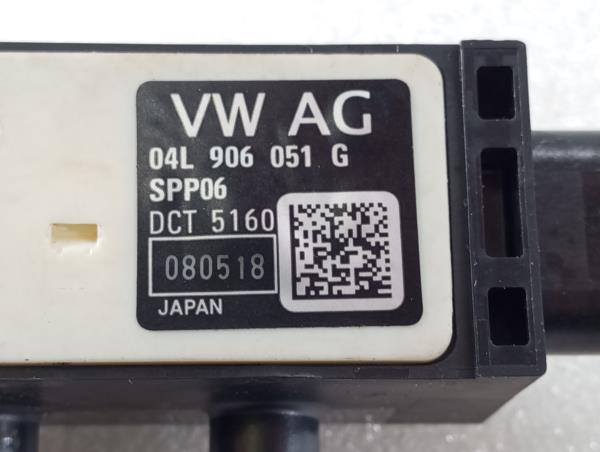 VW AG
04L 906 051 G
SPP06
DCT 5160
080518
JAPAN